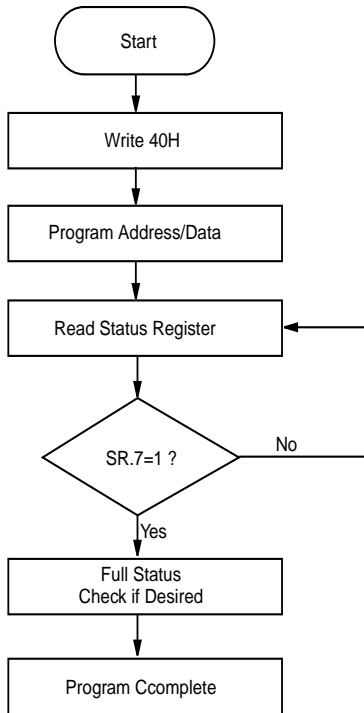 Start
Write 40H
Program Address/Data
Read Status Register
SR.7=1 ?
No
Yes
Full Status
Check if Desired
Program Ccomplete